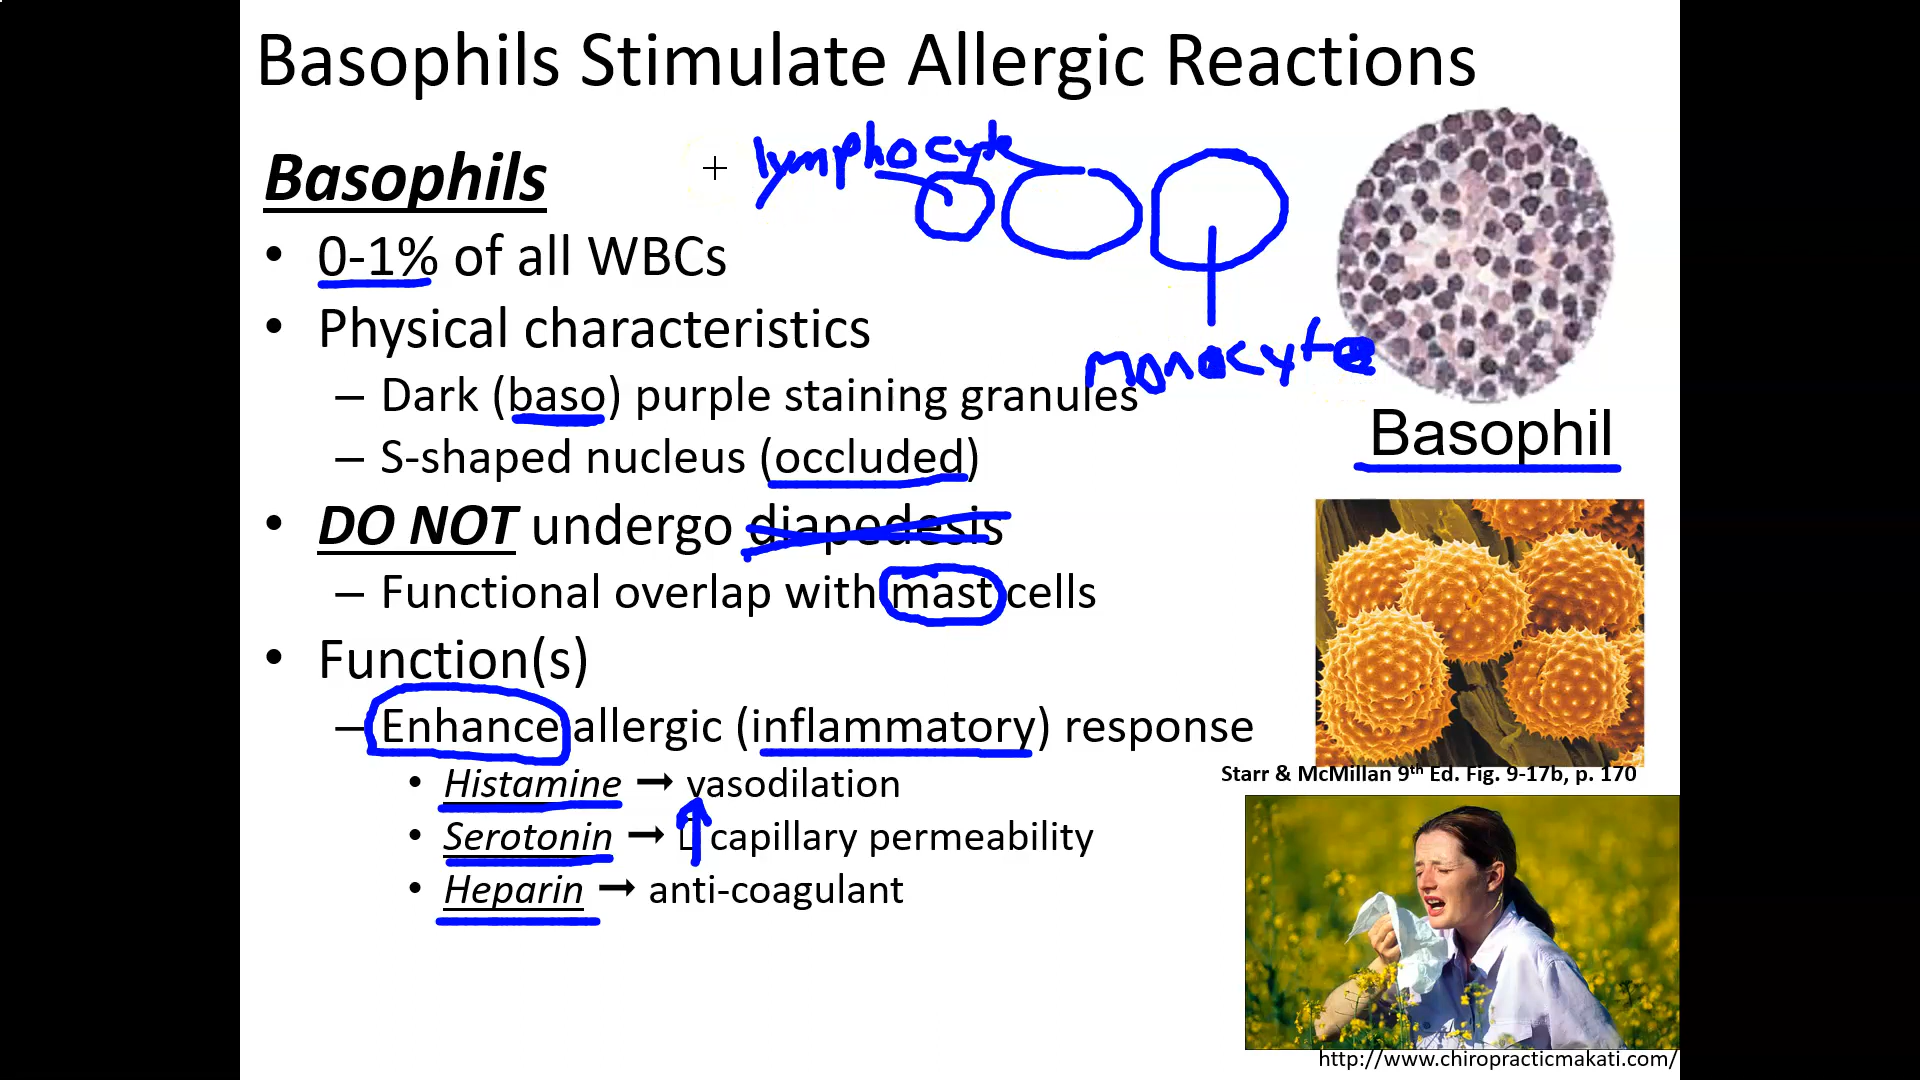 Basophils Stimulate Allergic Reactions
lymphocyte
Basophils
• 0-1% of all WBCs
• Physical characteristics
monocyte
– Dark (baso) purple staining granules
– S-shaped nucleus (occluded)
Basophil
• DO NOT undergo diapedesis
– Functional overlap with mast cells
• Function(s)
– Enhance allergic (inflammatory) response
• Histamine → vasodilation
• Serotonin → ↑ capillary permeability
• Heparin → anti-coagulant
Starr & McMillan 9th Ed. Fig. 9-17b, p. 170
http://www.chiropracticmakati.com/